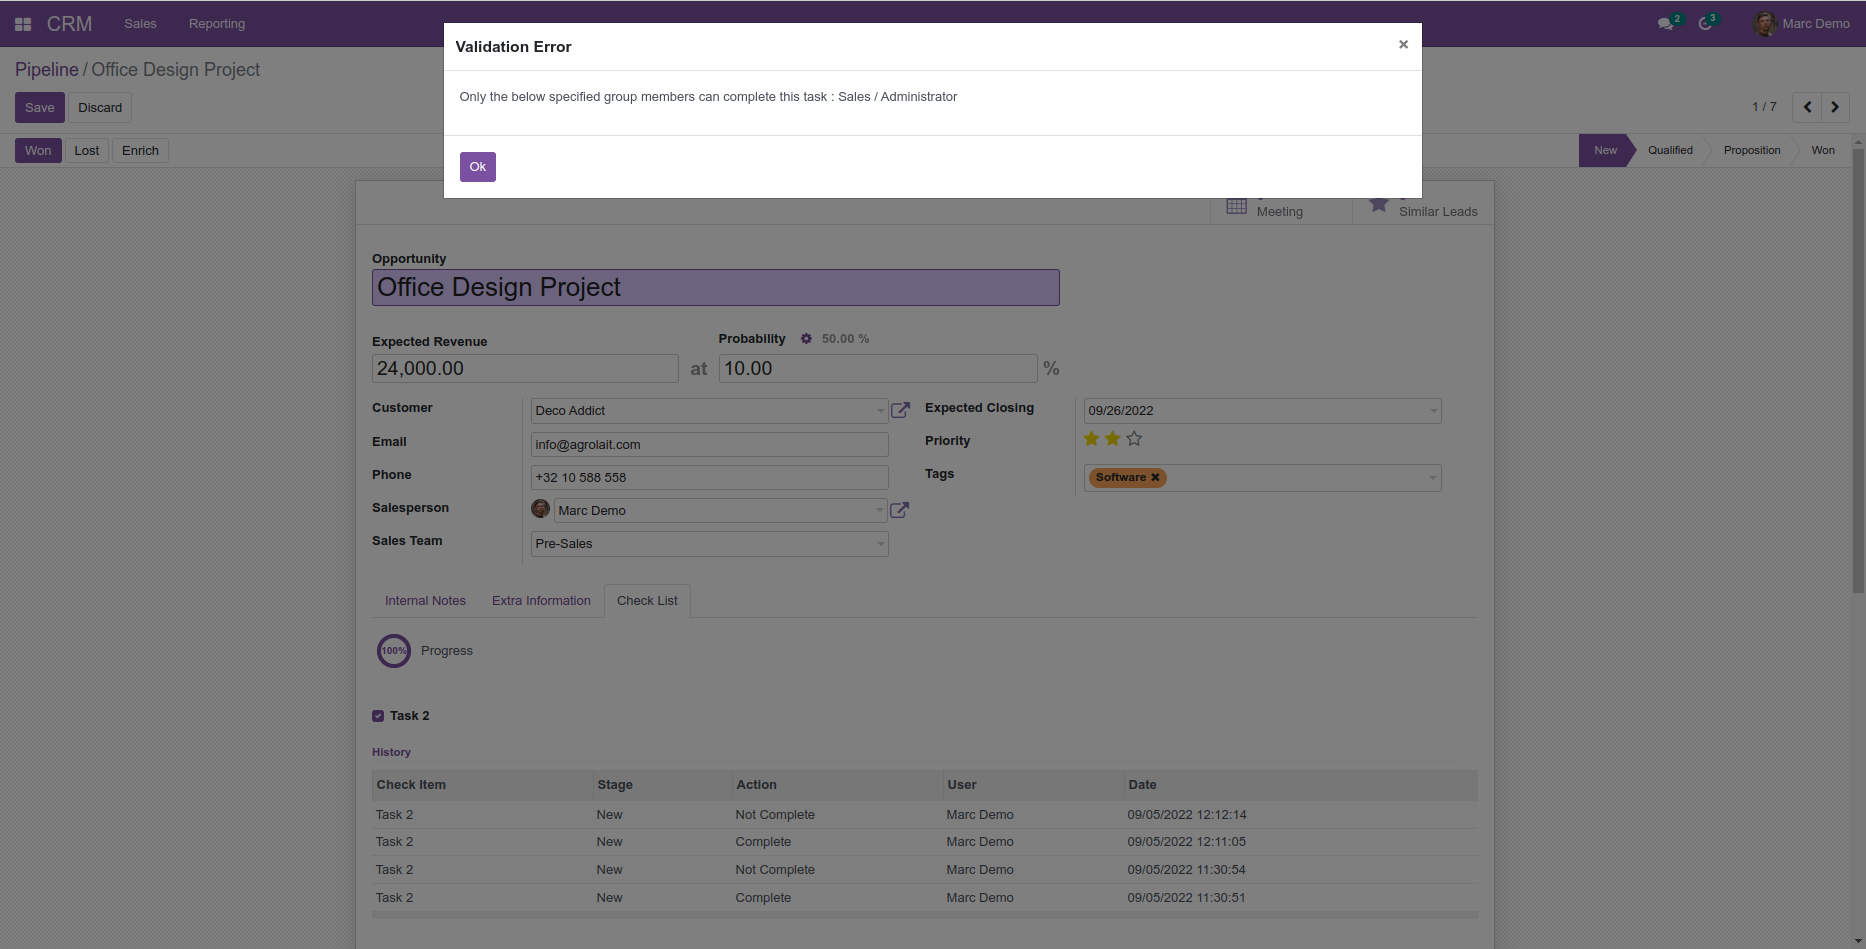 CRM Sales Reporting 2 3 Marc Demo
Validation Error ×
Only the below specified group members can complete this task : Sales / Administrator
Ok
Pipeline / Office Design Project
Save Discard 1 / 7
Won Lost Enrich New Qualified Proposition Won
Meeting Similar Leads
Opportunity
Office Design Project
Expected Revenue Probability 50.00 %
24,000.00 at 10.00 %
Customer Deco Addict Expected Closing 09/26/2022
Email info@agrolait.com Priority
Phone +32 10 588 558 Tags Software ✖
Salesperson Marc Demo
Sales Team Pre-Sales
Internal Notes Extra Information Check List
100% Progress
Task 2
History
Check Item Stage Action User Date
Task 2 New Not Complete Marc Demo 09/05/2022 12:12:14
Task 2 New Complete Marc Demo 09/05/2022 12:11:05
Task 2 New Not Complete Marc Demo 09/05/2022 11:30:54
Task 2 New Complete Marc Demo 09/05/2022 11:30:51